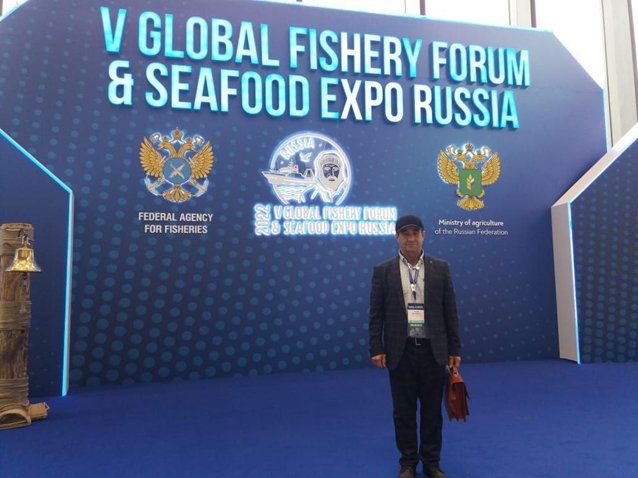 V GLOBAL FISHERY FORUM
& SEAFOOD EXPO RUSSIA
FEDERAL AGENCY
FOR FISHERIES
RUSSIA
2022
V GLOBAL FISHERY FORUM
& SEAFOOD EXPO RUSSIA
Ministry of agriculture
of the Russian Federation